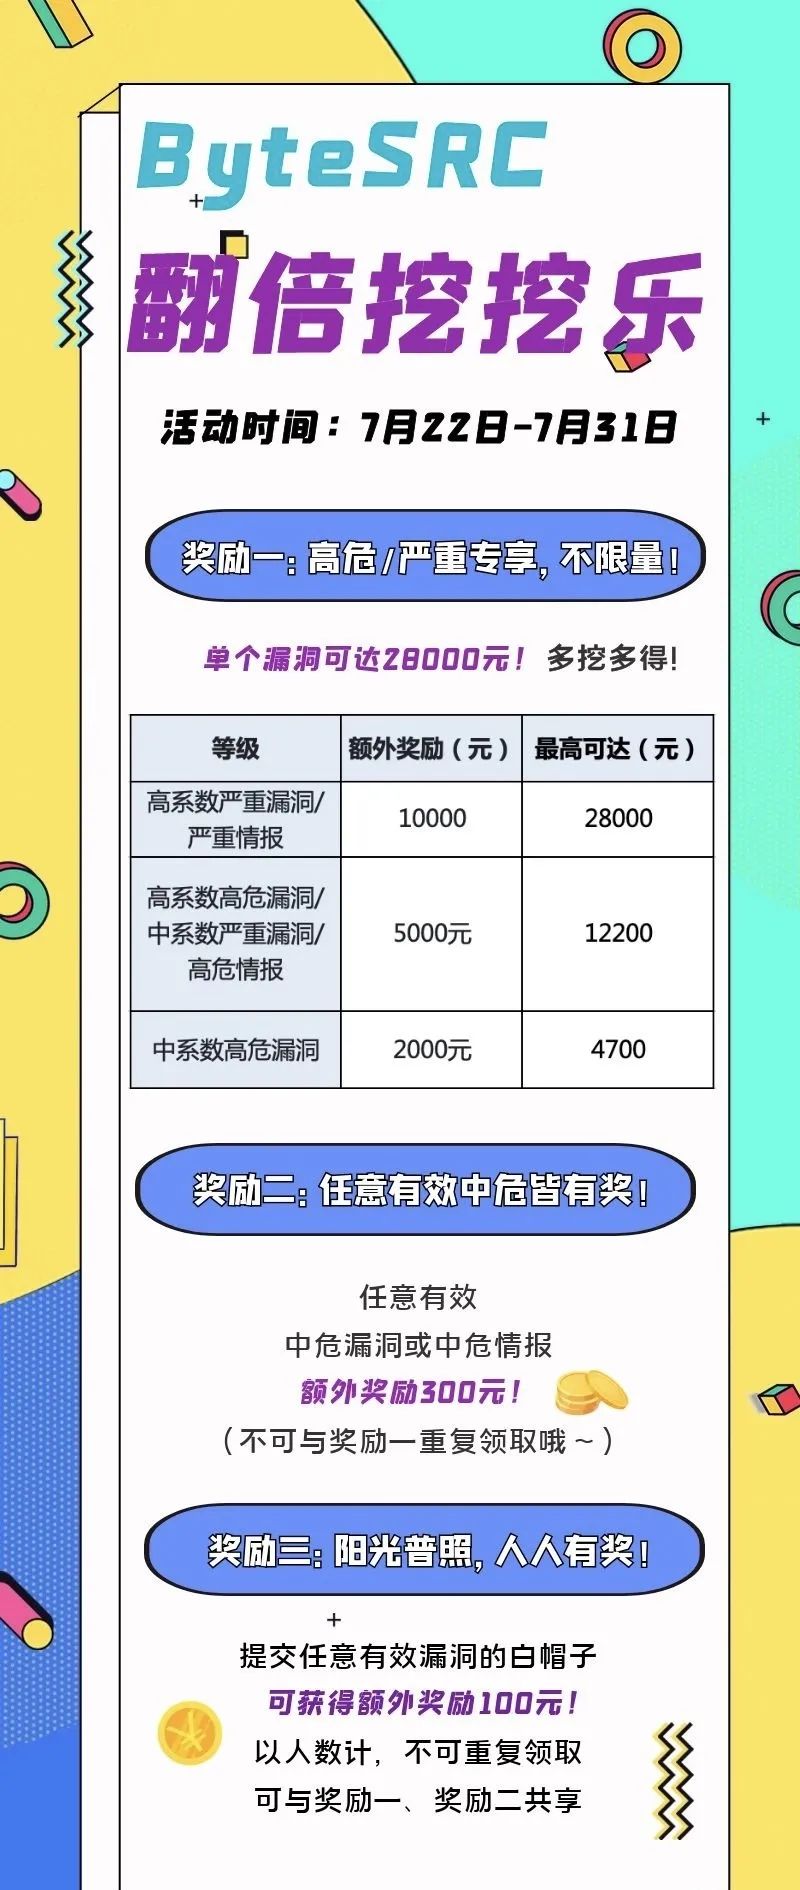 ByteSRC
翻倍挖挖乐
活动时间：7月22日-7月31日
奖励一：高危/严重专享，不限量！
单个漏洞可达28000元！多挖多得！
等级 额外奖励（元） 最高可达（元）
高系数严重漏洞/
严重情报
10000 28000
高系数高危漏洞/
中系数严重漏洞/
高危情报
5000元 12200
中系数高危漏洞 2000元 4700
奖励二：任意有效中危皆有奖！
任意有效
中危漏洞或中危情报
额外奖励300元！
（不可与奖励一重复领取哦～）
奖励三：阳光普照，人人有奖！
提交任意有效漏洞的白帽子
可获得额外奖励100元！
以人数计，不可重复领取
可与奖励一、奖励二共享